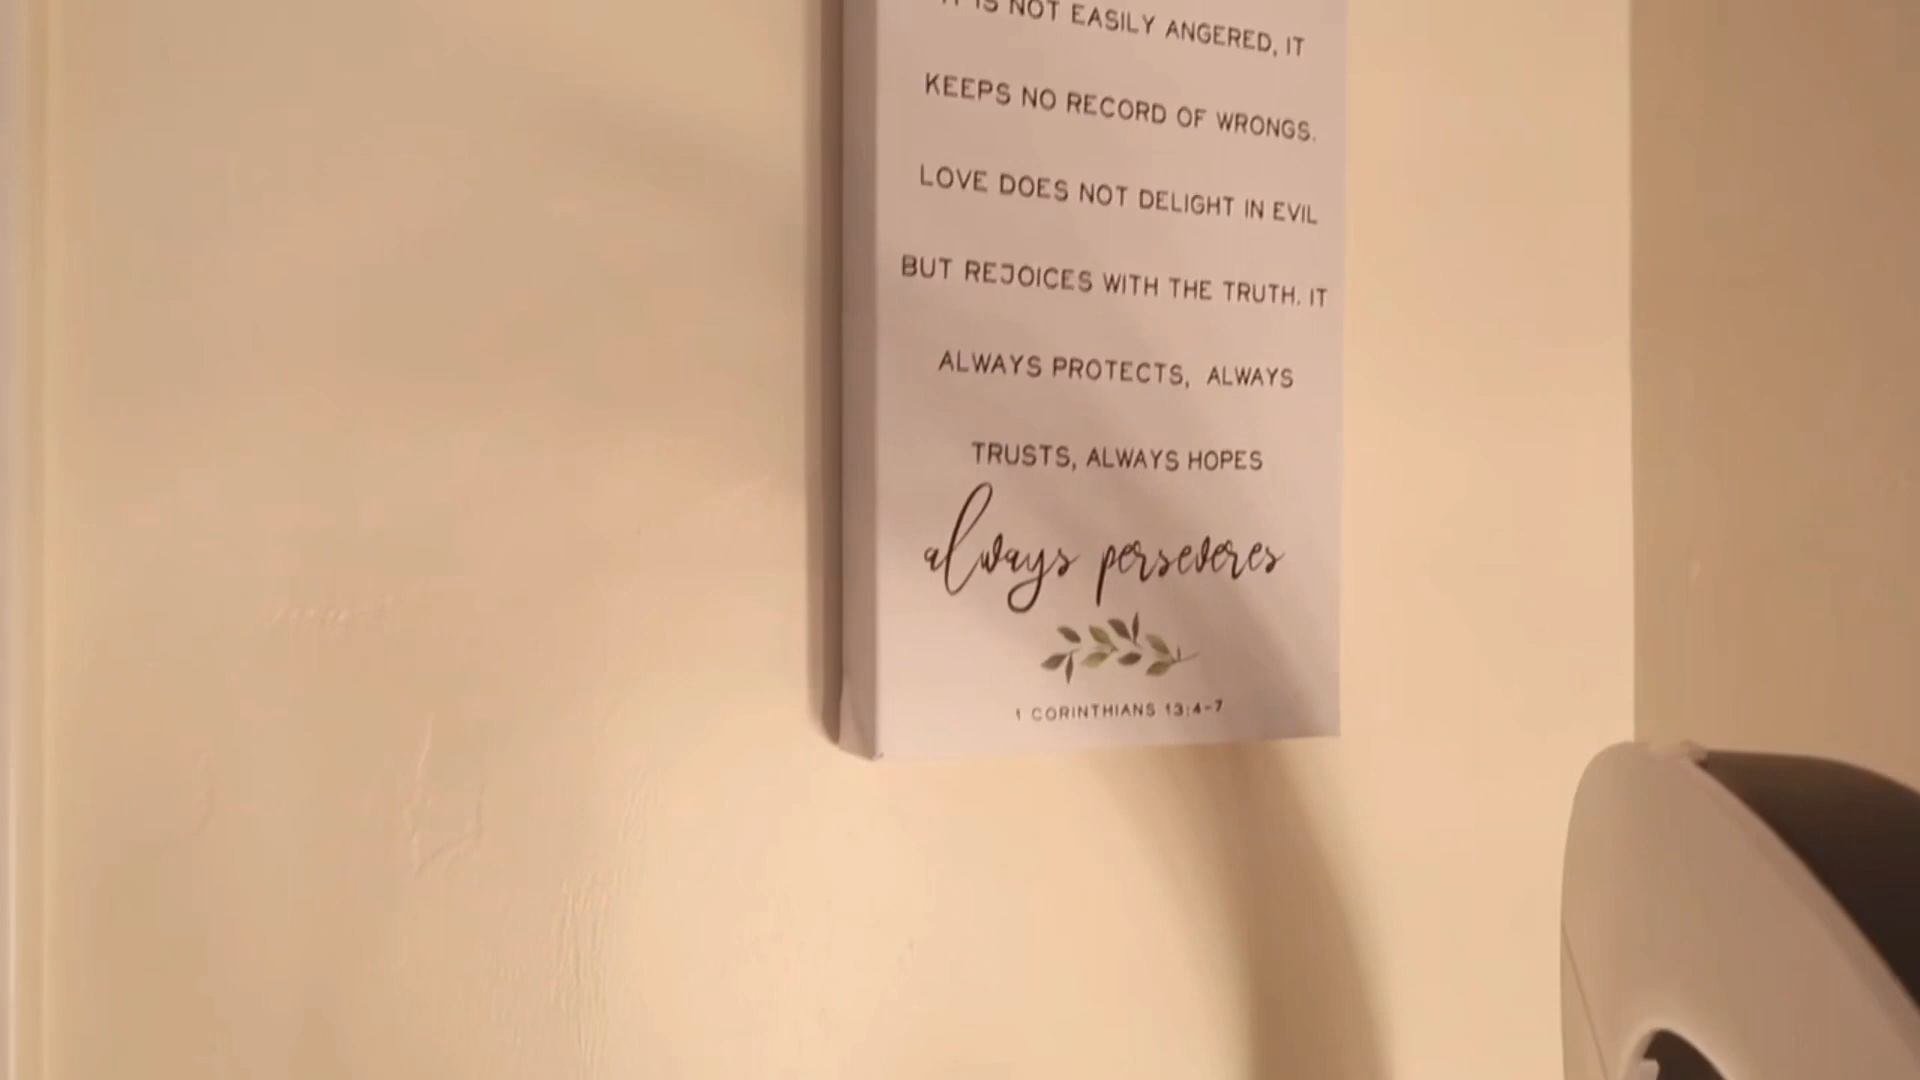 IT IS NOT EASILY ANGERED, IT
KEEPS NO RECORD OF WRONGS.
LOVE DOES NOT DELIGHT IN EVIL
BUT REJOICES WITH THE TRUTH. IT
ALWAYS PROTECTS, ALWAYS
TRUSTS, ALWAYS HOPES
always perseveres
1 CORINTHIANS 13:4-7